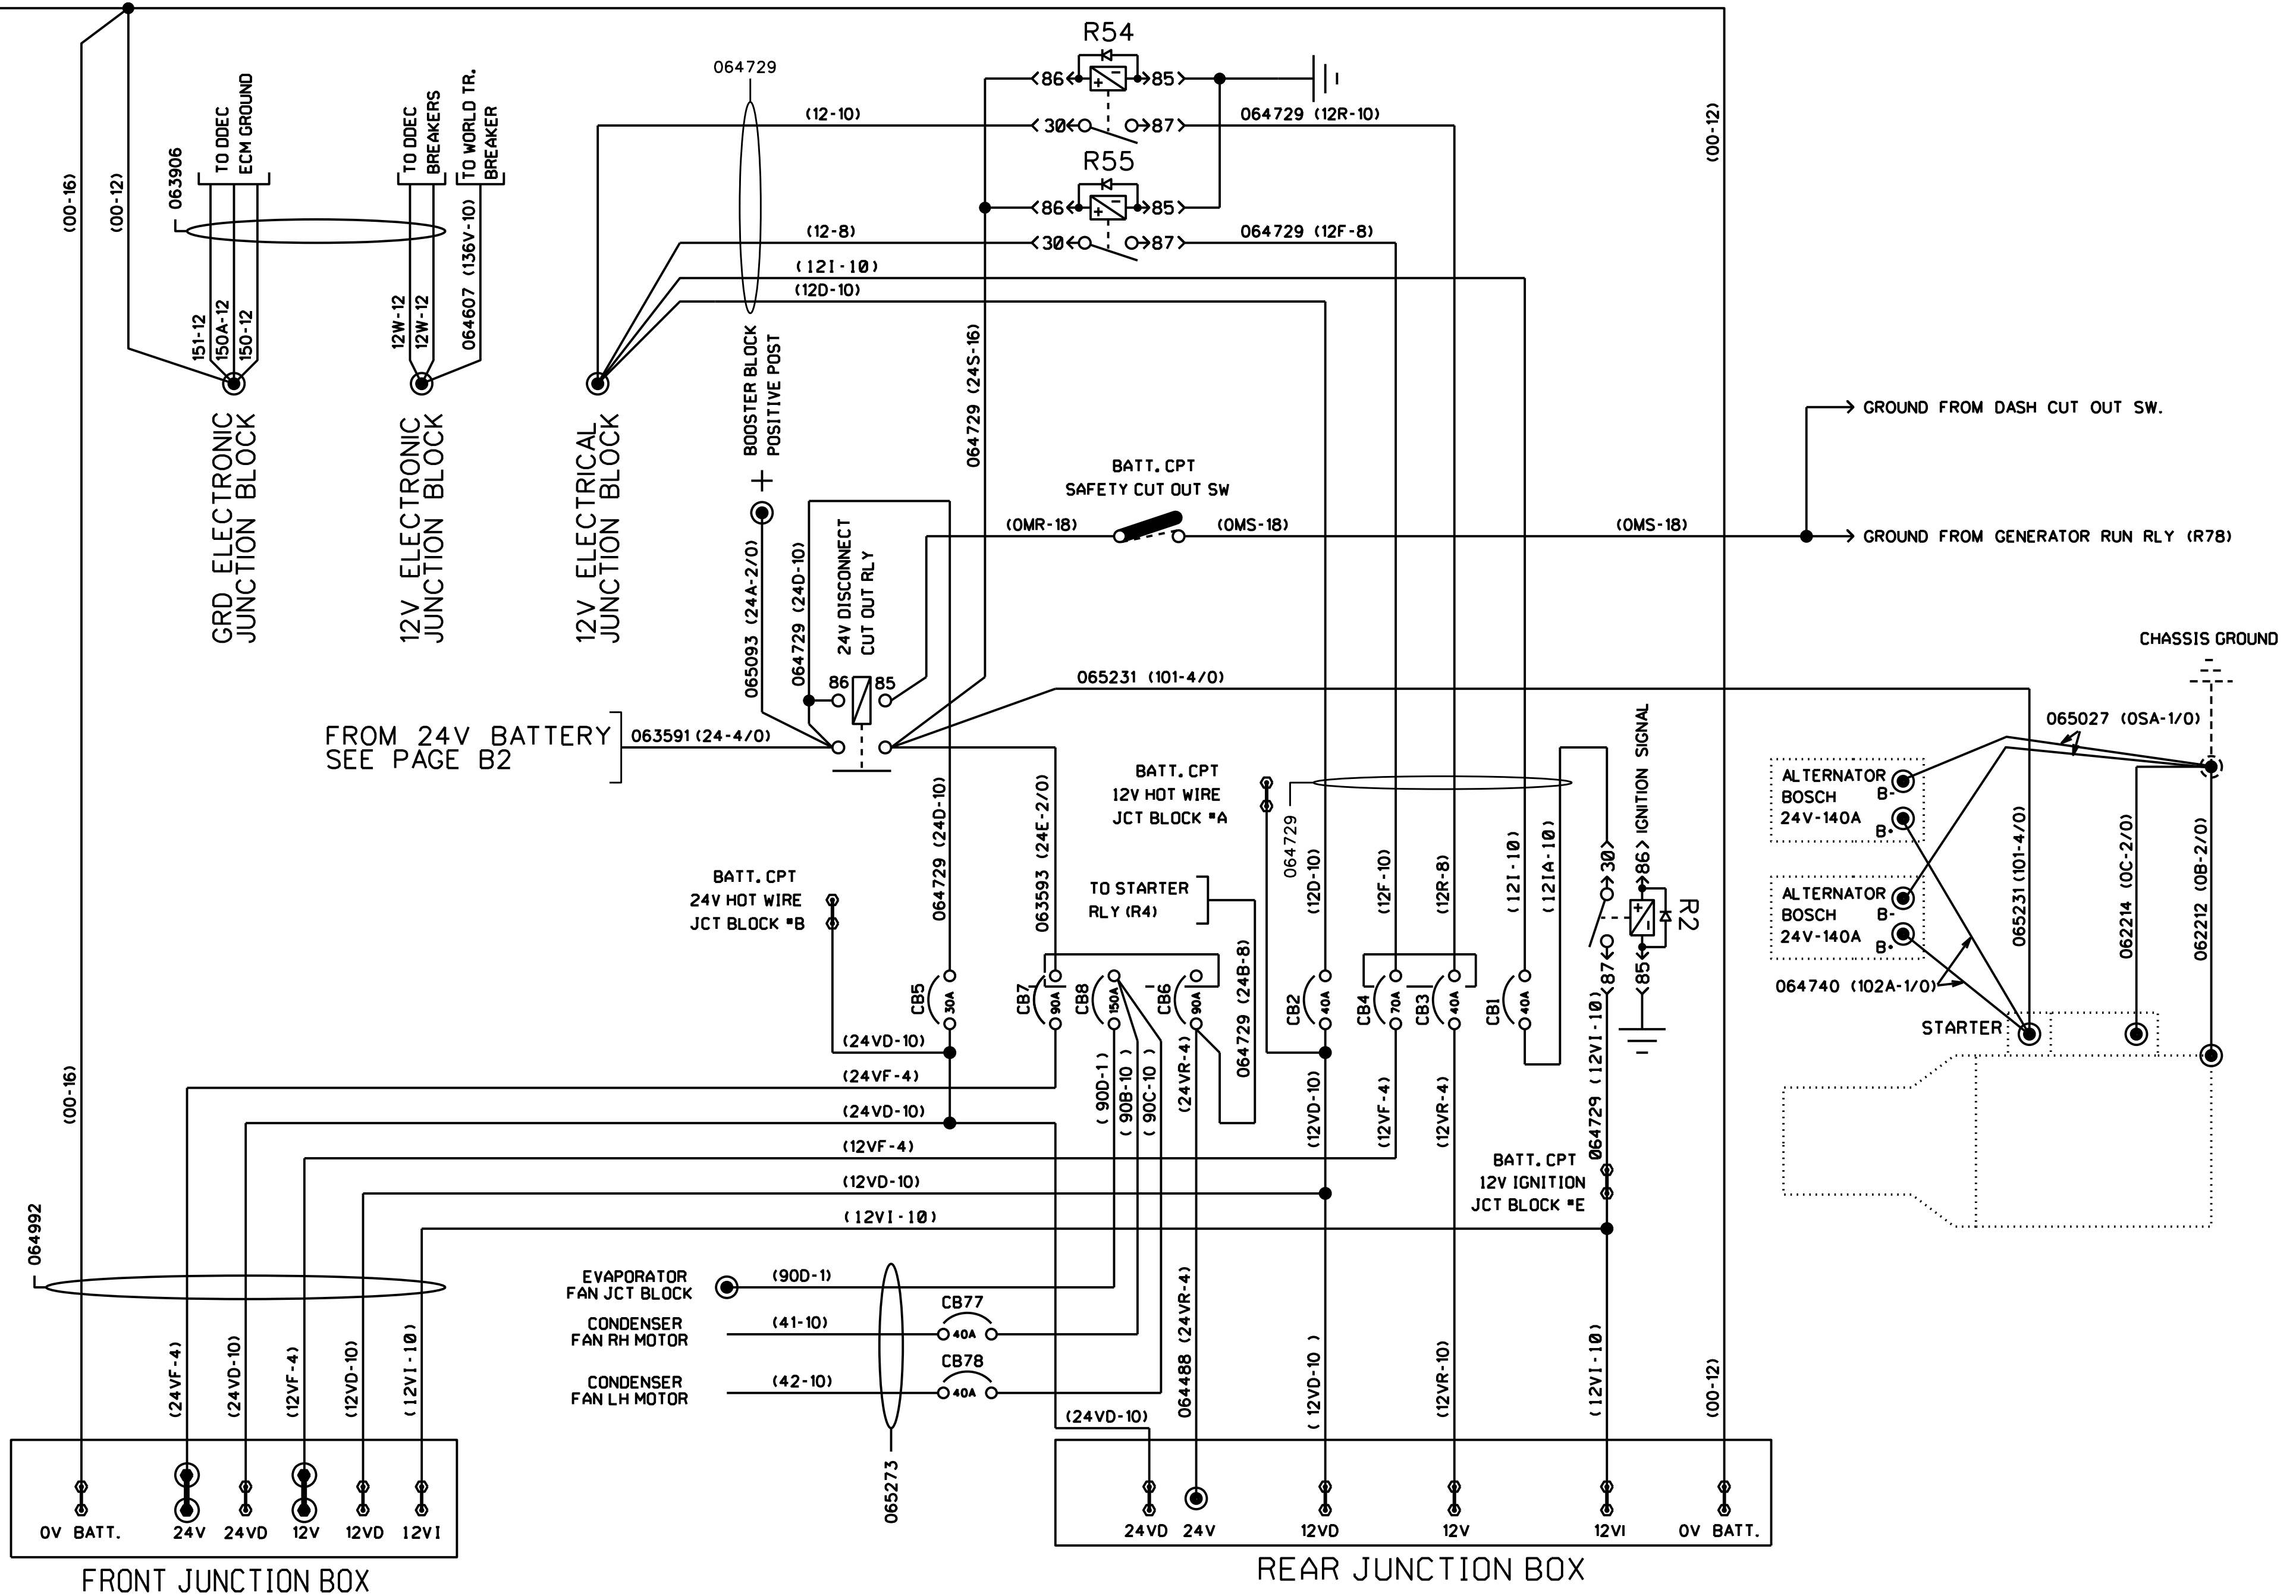 R54
064729
86
85
(12-10)
30
87
064729 (12R-10)
R55
86
85
(12-8)
30
87
064729 (12F-8)
(12I-10)
(12D-10)
(00-16)
(00-12)
063906
TO DDEC
ECM GROUND
TO DDEC
BREAKERS
TO WORLD TR.
BREAKER
064607 (136V-10)
151-12
150A-12
150-12
12W-12
12W-12
(00-12)
GRD ELECTRONIC
JUNCTION BLOCK
12V ELECTRONIC
JUNCTION BLOCK
12V ELECTRICAL
JUNCTION BLOCK
BOOSTER BLOCK
POSITIVE POST
+
064729 (24S-16)
065093 (24A-2/0)
064729 (24D-10)
24V DISCONNECT
CUT OUT RLY
86
85
BATT. CPT
SAFETY CUT OUT SW
(0MR-18)
(0MS-18)
(0MS-18)
GROUND FROM DASH CUT OUT SW.
GROUND FROM GENERATOR RUN RLY (R78)
CHASSIS GROUND
065231 (101-4/0)
065027 (0SA-1/0)
FROM 24V BATTERY
SEE PAGE B2
063591 (24-4/0)
BATT. CPT
12V HOT WIRE
JCT BLOCK "A
064729
IGNITION SIGNAL
ALTERNATOR
BOSCH
24V-140A
B-
B+
ALTERNATOR
BOSCH
24V-140A
B-
B+
064740 (102A-1/0)
065231 (101-4/0)
062214 (0C-2/0)
062212 (0B-2/0)
STARTER
BATT. CPT
24V HOT WIRE
JCT BLOCK "B
064729 (24D-10)
063593 (24E-2/0)
TO STARTER
RLY (R4)
064729 (24B-8)
(12D-10)
(12F-10)
(12R-8)
(12I-10)
(12IA-10)
30
86
R2
87
85
CB5
30A
CB7
90A
CB8
150A
CB6
90A
CB2
40A
CB4
70A
CB3
40A
CB1
40A
(24VD-10)
(24VF-4)
(24VD-10)
(12VF-4)
(12VD-10)
(12VI-10)
(90D-1)
(90B-10)
(90C-10)
(24VR-4)
(12VD-10)
(12VF-4)
(12VR-4)
064729 (12VI-10)
BATT. CPT
12V IGNITION
JCT BLOCK "E
(00-16)
064992
EVAPORATOR
FAN JCT BLOCK
(90D-1)
CONDENSER
FAN RH MOTOR
(41-10)
CB77
40A
CONDENSER
FAN LH MOTOR
(42-10)
CB78
40A
065273
(24VF-4)
(24VD-10)
(12VF-4)
(12VD-10)
(12VI-10)
(24VD-10)
064488 (24VR-4)
(12VD-10)
(12VR-10)
(12VI-10)
(00-12)
0V BATT.
24V
24VD
12V
12VD
12VI
FRONT JUNCTION BOX
24VD
24V
12VD
12V
12VI
0V BATT.
REAR JUNCTION BOX